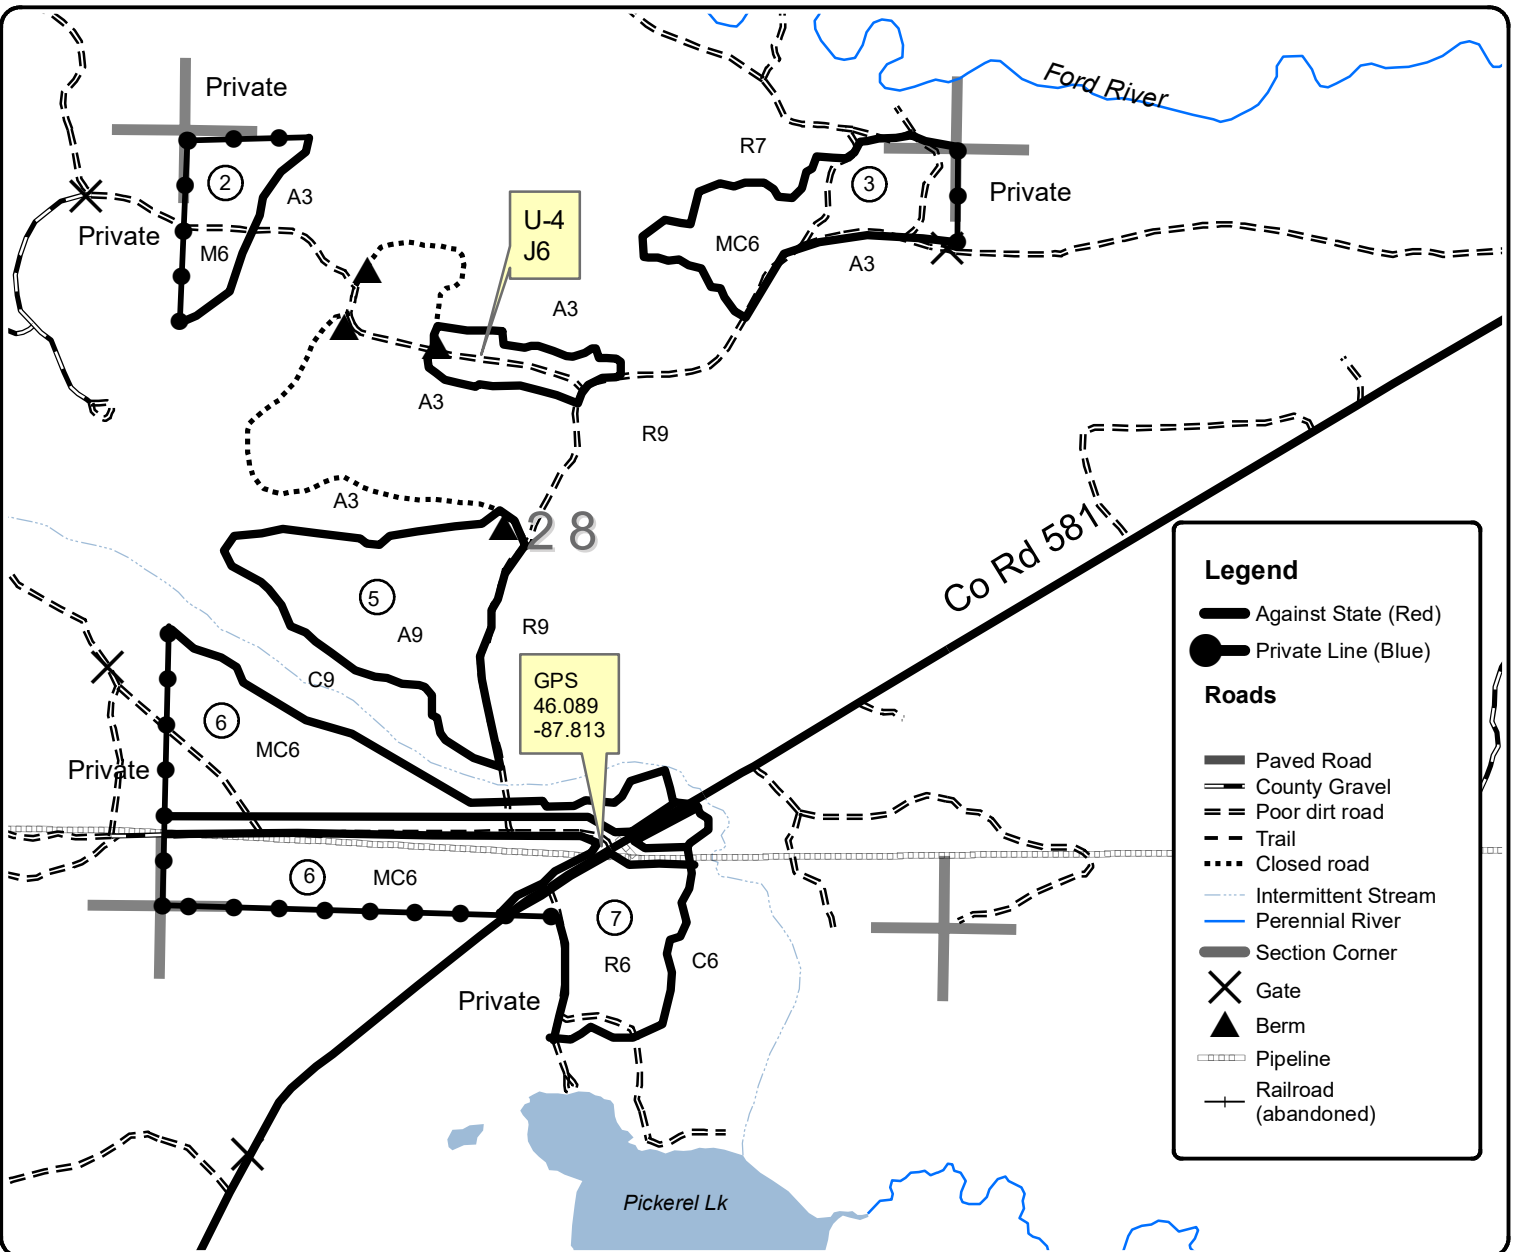 Ford River
Private
R7
2
A3
3
Private
Private
M6
MC6
A3
U-4
J6
A3
A3
R9
A3
28
Co Rd 581
5
A9
R9
C9
GPS
46.089
-87.813
6
MC6
Private
6
MC6
7
R6
C6
Private
Pickerel Lk
Legend
Against State (Red)
Private Line (Blue)
Roads
Paved Road
County Gravel
Poor dirt road
Trail
Closed road
Intermittent Stream
Perennial River
Section Corner
Gate
Berm
Pipeline
Railroad
(abandoned)